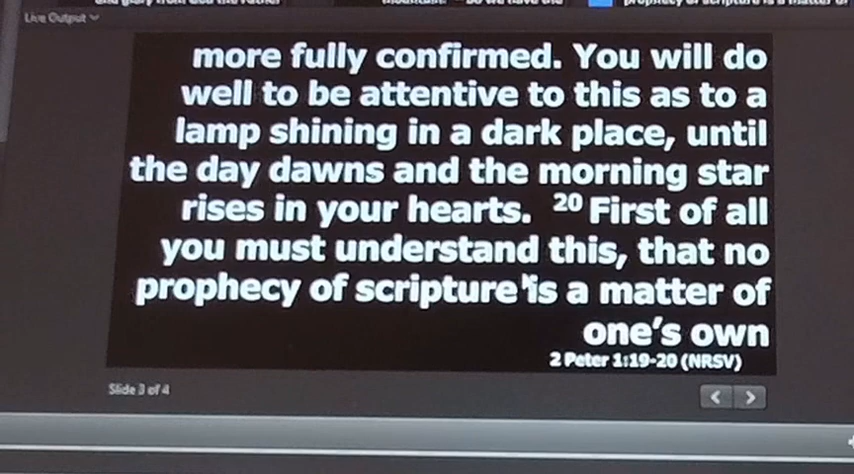 Live Output
more fully confirmed. You will do
well to be attentive to this as to a
lamp shining in a dark place, until
the day dawns and the morning star
rises in your hearts. 20 First of all
you must understand this, that no
prophecy of scripture is a matter of
one's own
2 Peter 1:19-20 (NRSV)
Slide 3 of 4